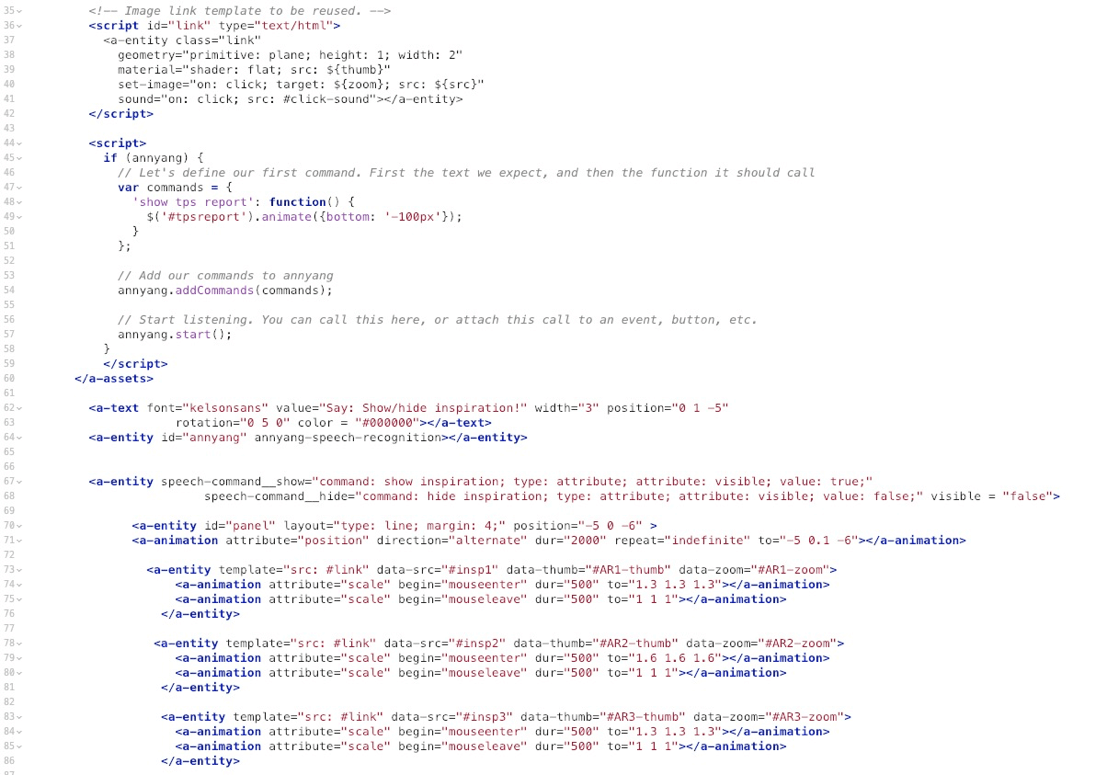 35 <!-- Image link template to be reused. -->
36 <script id="link" type="text/html">
37 <a-entity class="link"
38 geometry="primitive: plane; height: 1; width: 2"
39 material="shader: flat; src: ${thumb}"
40 set-image="on: click; target: ${zoom}; src: ${src}"
41 sound="on: click; src: #click-sound"></a-entity>
42 </script>
43
44 <script>
45 if (annyang) {
46 // Let's define our first command. First the text we expect, and then the function it should call
47 var commands = {
48 'show tps report': function() {
49 $('#tpsreport').animate({bottom: '-100px'});
50 }
51 };
52
53 // Add our commands to annyang
54 annyang.addCommands(commands);
55
56 // Start listening. You can call this here, or attach this call to an event, button, etc.
57 annyang.start();
58 }
59 </script>
60 </a-assets>
61
62 <a-text font="kelsonsans" value="Say: Show/hide inspiration!" width="3" position="0 1 -5"
63 rotation="0 5 0" color = "#000000"></a-text>
64 <a-entity id="annyang" annyang-speech-recognition></a-entity>
65
66
67 <a-entity speech-command__show="command: show inspiration; type: attribute; attribute: visible; value: true;"
68 speech-command__hide="command: hide inspiration; type: attribute; attribute: visible; value: false;" visible = "false">
69
70 <a-entity id="panel" layout="type: line; margin: 4;" position="-5 0 -6" >
71 <a-animation attribute="position" direction="alternate" dur="2000" repeat="indefinite" to="-5 0.1 -6"></a-animation>
72
73 <a-entity template="src: #link" data-src="#insp1" data-thumb="#AR1-thumb" data-zoom="#AR1-zoom">
74 <a-animation attribute="scale" begin="mouseenter" dur="500" to="1.3 1.3 1.3"></a-animation>
75 <a-animation attribute="scale" begin="mouseleave" dur="500" to="1 1 1"></a-animation>
76 </a-entity>
77
78 <a-entity template="src: #link" data-src="#insp2" data-thumb="#AR2-thumb" data-zoom="#AR2-zoom">
79 <a-animation attribute="scale" begin="mouseenter" dur="500" to="1.6 1.6 1.6"></a-animation>
80 <a-animation attribute="scale" begin="mouseleave" dur="500" to="1 1 1"></a-animation>
81 </a-entity>
82
83 <a-entity template="src: #link" data-src="#insp3" data-thumb="#AR3-thumb" data-zoom="#AR3-zoom">
84 <a-animation attribute="scale" begin="mouseenter" dur="500" to="1.3 1.3 1.3"></a-animation>
85 <a-animation attribute="scale" begin="mouseleave" dur="500" to="1 1 1"></a-animation>
86 </a-entity>
87